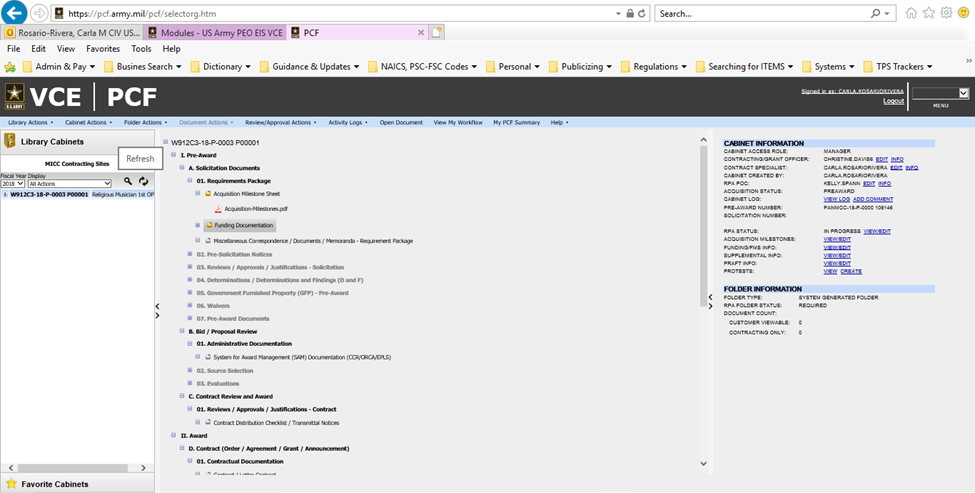 https://pcf.army.mil/pcf/selectorg.htm
Search...
Rosario-Rivera, Carla M CIV US...
Modules - US Army PEO EIS VCE
PCF
File Edit View Favorites Tools Help
Admin & Pay
Busines Search
Dictionary
Guidance & Updates
NAICS, PSC-FSC Codes
Personal
Publicizing
Regulations
Searching for ITEMS
Systems
TPS Trackers
U.S.ARMY
VCE | PCF
Signed in as: CARLA.ROSARIORIVERA
Logout
MENU
Library Actions
Cabinet Actions
Folder Actions
Document Actions
Review/Approval Actions
Activity Logs
Open Document
View My Workflow
My PCF Summary
Help
Library Cabinets
MICC Contracting Sites
Refresh
Fiscal Year Display
2018
All Actions
W912C3-18-P-0003 P00001 Religious Musician 1st OP
Favorite Cabinets
W912C3-18-P-0003 P00001
I. Pre-Award
A. Solicitation Documents
01. Requirements Package
Acquisition Milestone Sheet
Acquisition-Milestones.pdf
Funding Documentation
Miscellaneous Correspondence / Documents / Memoranda - Requirement Package
02. Pre-Solicitation Notices
03. Reviews / Approvals / Justifications - Solicitation
04. Determinations / Determinations and Findings (D and F)
05. Government Furnished Property (GFP) - Pre-Award
06. Waivers
07. Pre-Award Documents
B. Bid / Proposal Review
01. Administrative Documentation
System for Award Management (SAM) Documentation (CCR/ORCA/EPLS)
02. Source Selection
03. Evaluations
C. Contract Review and Award
01. Reviews / Approvals / Justifications - Contract
Contract Distribution Checklist / Transmittal Notices
II. Award
D. Contract (Order / Agreement / Grant / Announcement)
01. Contractual Documentation
Contract / Letter Contract
CABINET INFORMATION
CABINET ACCESS ROLE: MANAGER
CONTRACTING/GRANT OFFICER: CHRISTINE.DAVIS6 EDIT INFO
CONTRACT SPECIALIST: CARLA.ROSARIORIVERA EDIT INFO
CABINET CREATED BY: CARLA.ROSARIORIVERA
RPA POC: KELLY.SPANN EDIT INFO
ACQUISITION STATUS: PREAWARD
CABINET LOG: VIEW LOG ADD COMMENT
PRE-AWARD NUMBER: PANMCC-18-P-0000 106146
SOLICITATION NUMBER:
RPA STATUS: IN PROGRESS VIEW/EDIT
ACQUISITION MILESTONES: VIEW/EDIT
FUNDING/FMS INFO: VIEW/EDIT
SUPPLEMENTAL INFO: VIEW/EDIT
PRAFT INFO: VIEW/EDIT
PROTESTS: VIEW CREATE
FOLDER INFORMATION
FOLDER TYPE: SYSTEM GENERATED FOLDER
RPA FOLDER STATUS: REQUIRED
DOCUMENT COUNT:
CUSTOMER VIEWABLE: 0
CONTRACTING ONLY: 0